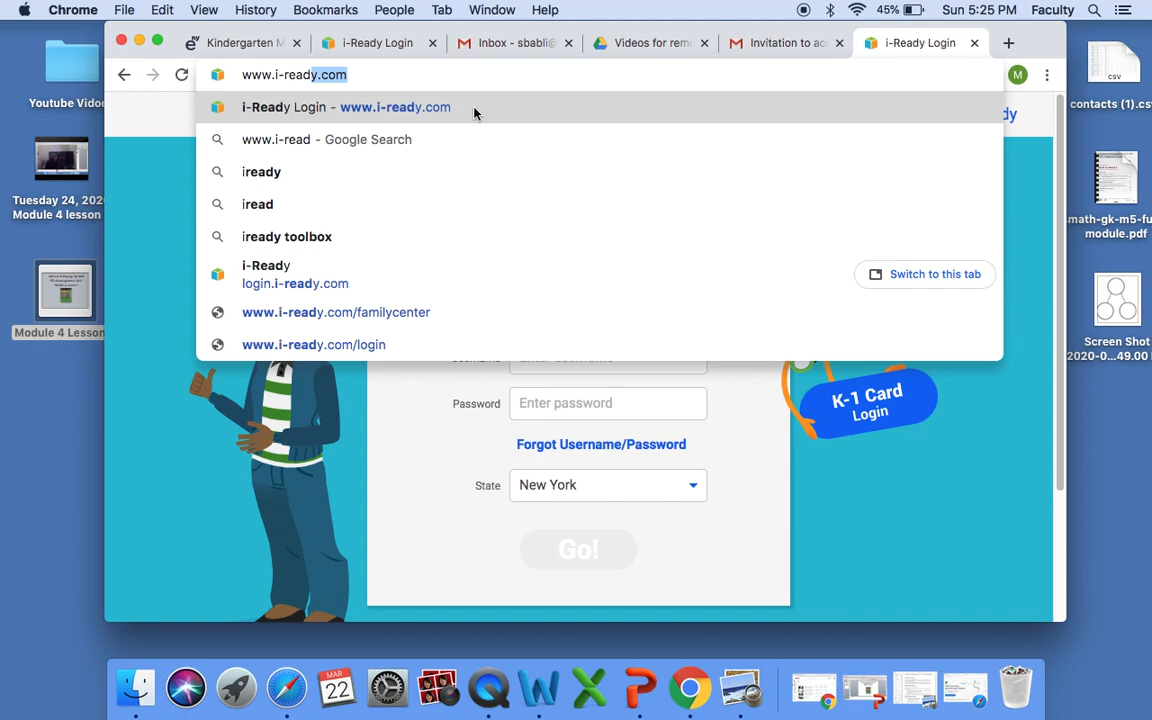 Chrome File Edit View History Bookmarks People Tab Window Help 45% Sun 5:25 PM Faculty
Kindergarten M
i-Ready Login
Inbox - sbabli@
Videos for rem
Invitation to ac
i-Ready Login
www.i-ready.com
M
i-Ready Login - www.i-ready.com
www.i-read - Google Search
iready
iread
iready toolbox
i-Ready
login.i-ready.com
Switch to this tab
www.i-ready.com/familycenter
www.i-ready.com/login
dy
Password
Enter password
Forgot Username/Password
State
New York
Go!
K-1 Card
Login
Youtube Video
Tuesday 24, 202
Module 4 lesson
Module 4 Lesson
CSV
contacts (1).csv
math-gk-m5-fu
module.pdf
Screen Shot
2020-0...49.00
MAR
22